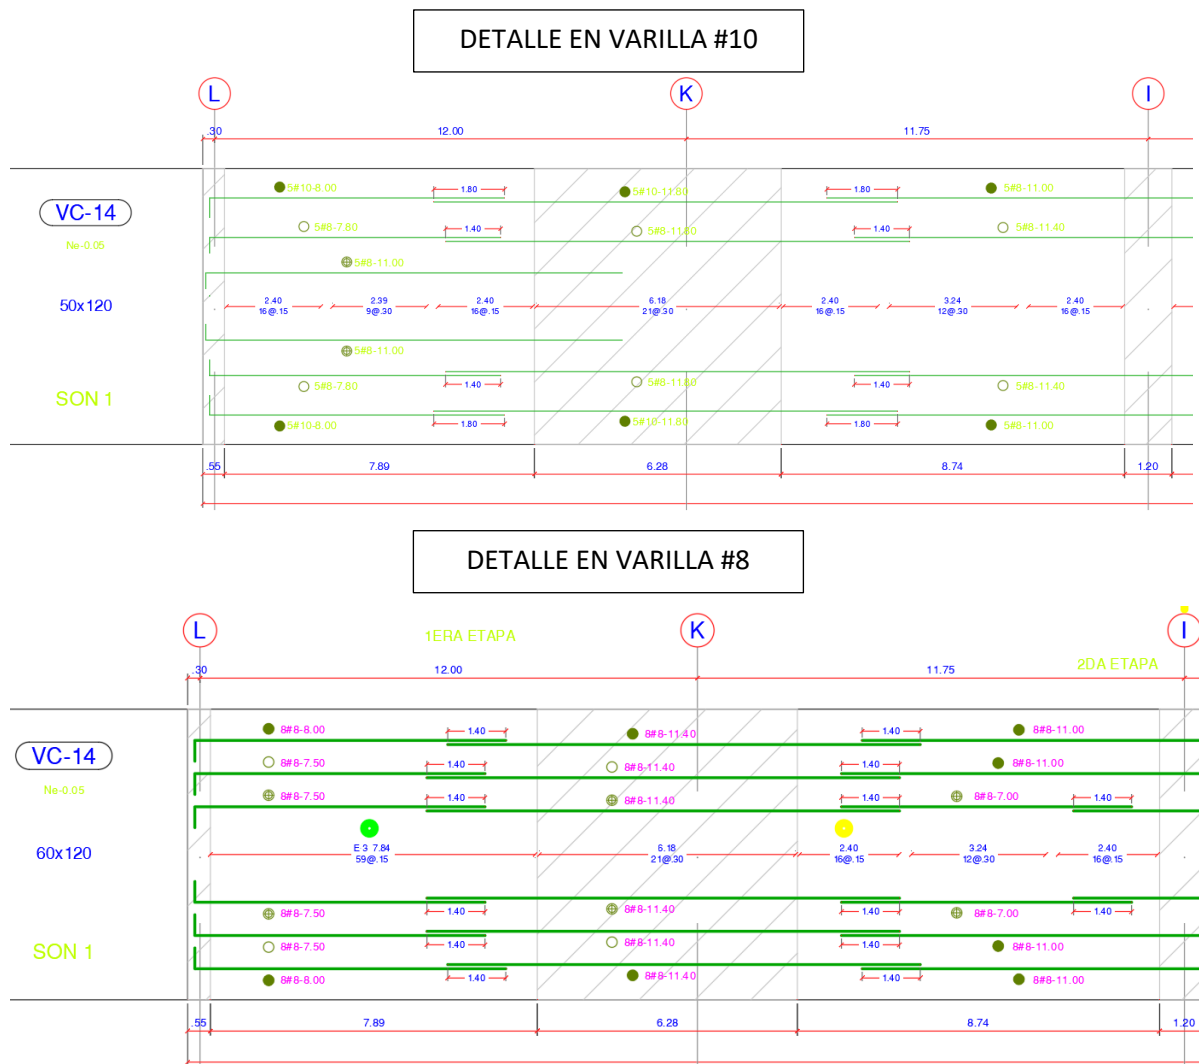 DETALLE EN VARILLA #10
L K I
.30 12.00 11.75
5#10-8.00 1.80 5#10-11.80 1.80 5#8-11.00
VC-14
5#8-7.80 1.40 5#8-11.80 1.40 5#8-11.40
Ne-0.05
5#8-11.00
50x120
2.40 2.39 2.40 6.18 2.40 3.24 2.40
16@.15 9@.30 16@.15 21@.30 16@.15 12@.30 16@.15
5#8-11.00
SON 1
5#8-7.80 1.40 5#8-11.80 1.40 5#8-11.40
5#10-8.00 1.80 5#10-11.80 1.80 5#8-11.00
.55 7.89 6.28 8.74 1.20
DETALLE EN VARILLA #8
L 1ERA ETAPA K I
.30 12.00 11.75 2DA ETAPA
8#8-8.00 1.40 8#8-11.40 1.40 8#8-11.00
VC-14
8#8-7.50 1.40 8#8-11.40 1.40 8#8-11.00
Ne-0.05
8#8-7.50 1.40 8#8-11.40 1.40 8#8-7.00 1.40
60x120
E 3 7.84 6.18 2.40 3.24 2.40
59@.15 21@.30 16@.15 12@.30 16@.15
8#8-7.50 1.40 8#8-11.40 1.40 8#8-7.00 1.40
SON 1
8#8-7.50 1.40 8#8-11.40 1.40 8#8-11.00
8#8-8.00 1.40 8#8-11.40 1.40 8#8-11.00
.55 7.89 6.28 8.74 1.20